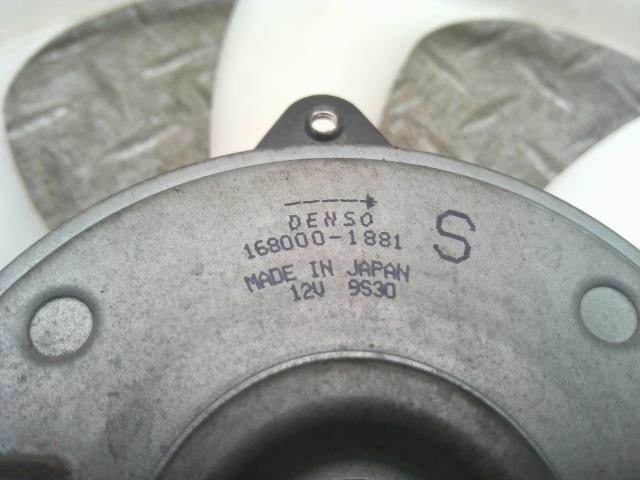 DENSO
168000-1881
S
MADE IN JAPAN
12V 9S30